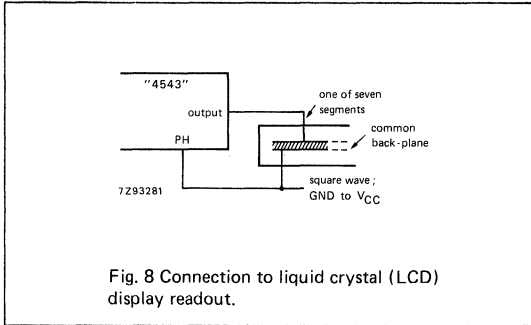 "4543"
output
one of seven
segments
common
back-plane
PH
7Z93281
square wave;
GND to VCC
Fig. 8 Connection to liquid crystal (LCD)
display readout.